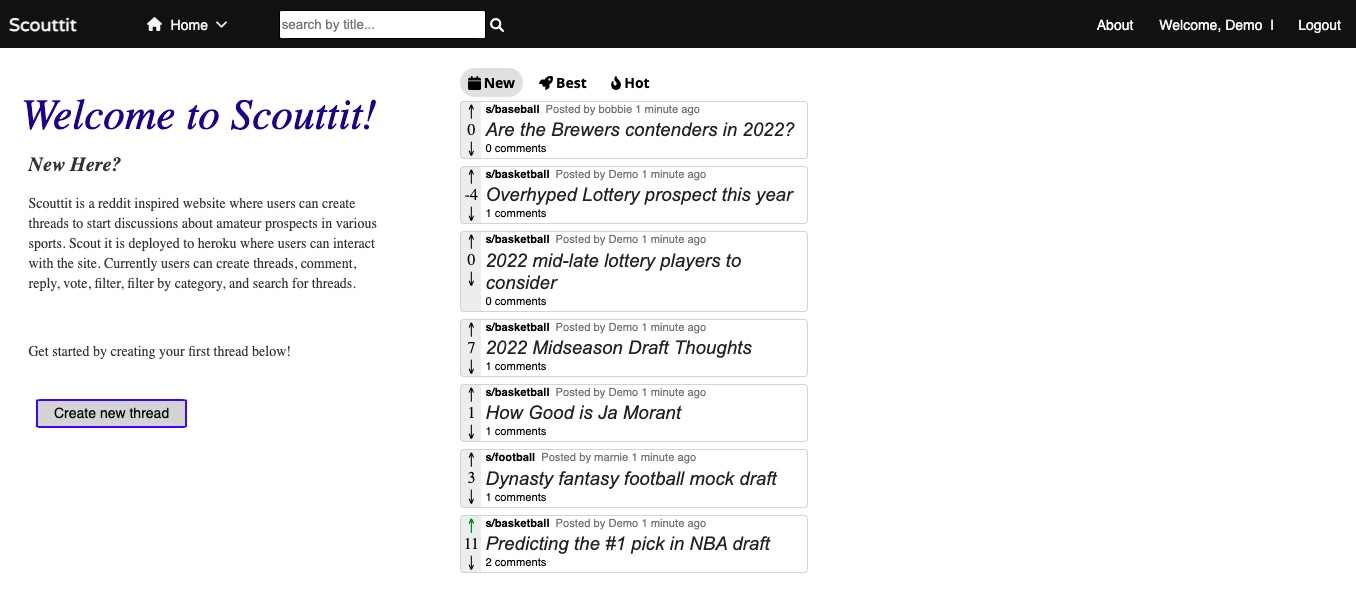 Scouttit
Home
search by title...
About
Welcome, Demo |
Logout
Welcome to Scouttit!
New Here?
Scouttit is a reddit inspired website where users can create
threads to start discussions about amateur prospects in various
sports. Scout it is deployed to heroku where users can interact
with the site. Currently users can create threads, comment,
reply, vote, filter, filter by category, and search for threads.
Get started by creating your first thread below!
Create new thread
New
Best
Hot
s/baseball Posted by bobbie 1 minute ago
0
Are the Brewers contenders in 2022?
0 comments
s/basketball Posted by Demo 1 minute ago
-4
Overhyped Lottery prospect this year
1 comments
s/basketball Posted by Demo 1 minute ago
0
2022 mid-late lottery players to
consider
0 comments
s/basketball Posted by Demo 1 minute ago
7
2022 Midseason Draft Thoughts
1 comments
s/basketball Posted by Demo 1 minute ago
1
How Good is Ja Morant
1 comments
s/football Posted by marnie 1 minute ago
3
Dynasty fantasy football mock draft
1 comments
s/basketball Posted by Demo 1 minute ago
11
Predicting the #1 pick in NBA draft
2 comments